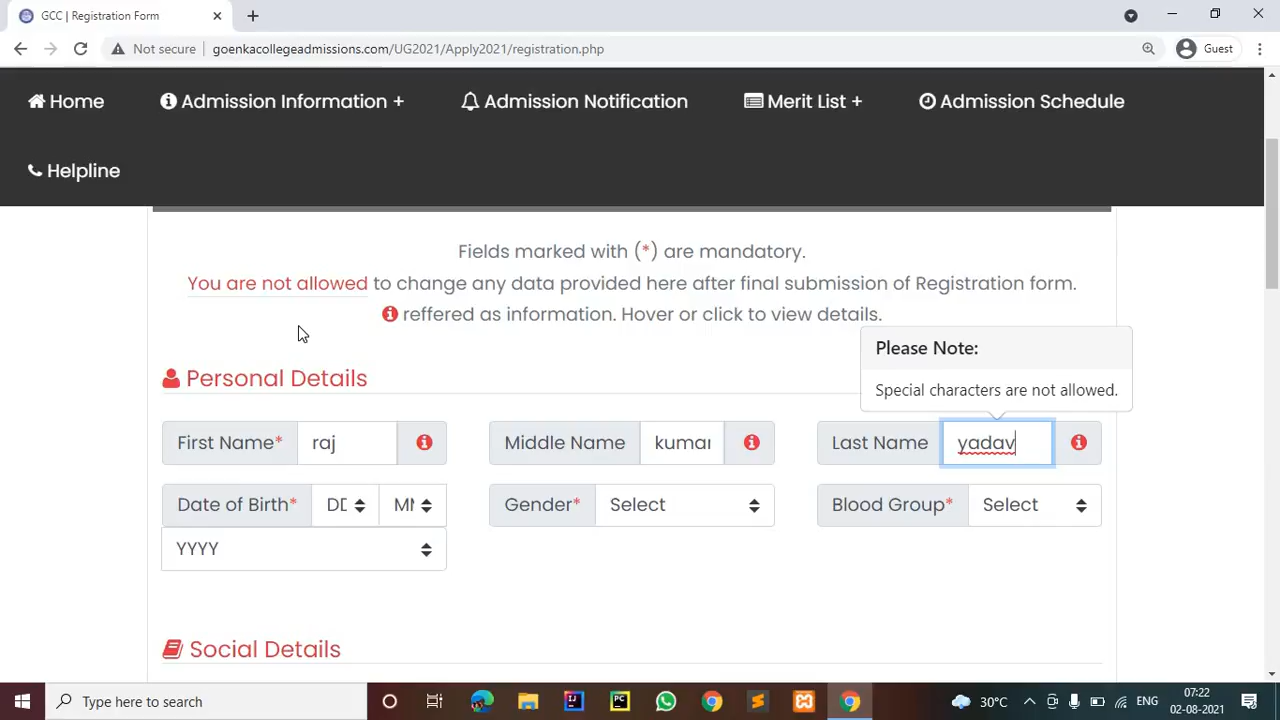 GCC | Registration Form
Not secure
goenkacollegeadmissions.com/UG2021/Apply2021/registration.php
Guest
Home
Admission Information +
Admission Notification
Merit List +
Admission Schedule
Helpline
Fields marked with (*) are mandatory.
You are not allowed to change any data provided here after final submission of Registration form.
reffered as information. Hover or click to view details.
Please Note:
Special characters are not allowed.
Personal Details
First Name* raj
Middle Name kumar
Last Name yadav
Date of Birth* DD MM
Gender* Select
Blood Group* Select
YYYY
Social Details
Type here to search
30°C
ENG
07:22
02-08-2021